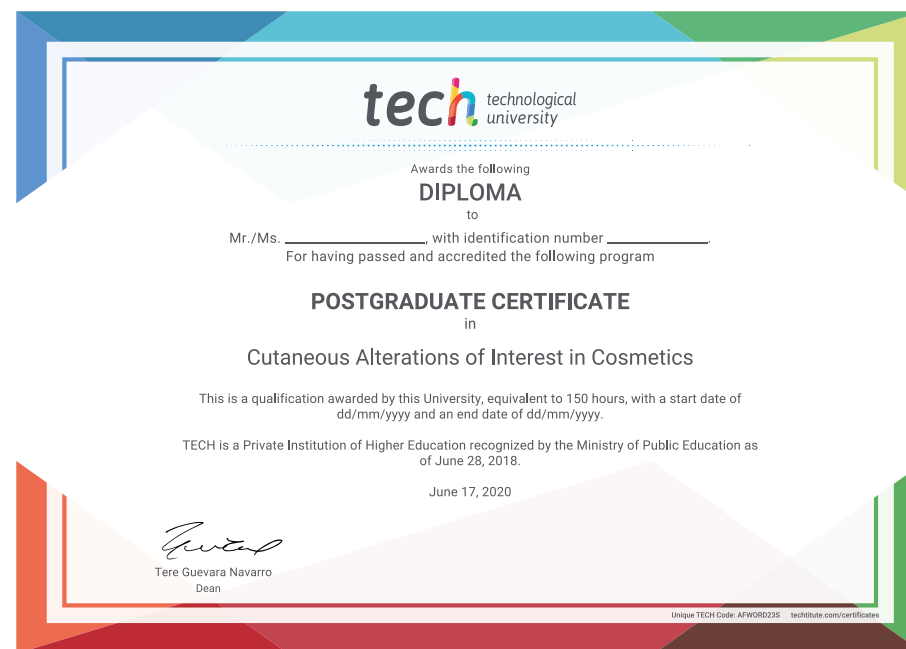 tech technological
university
Awards the following
DIPLOMA
to
Mr./Ms. ____________________, with identification number ______________.
For having passed and accredited the following program
POSTGRADUATE CERTIFICATE
in
Cutaneous Alterations of Interest in Cosmetics
This is a qualification awarded by this University, equivalent to 150 hours, with a start date of
dd/mm/yyyy and an end date of dd/mm/yyyy.
TECH is a Private Institution of Higher Education recognized by the Ministry of Public Education as
of June 28, 2018.
June 17, 2020
Tere Guevara Navarro
Dean
Unique TECH Code: AFWORD23S techtitute.com/certificates